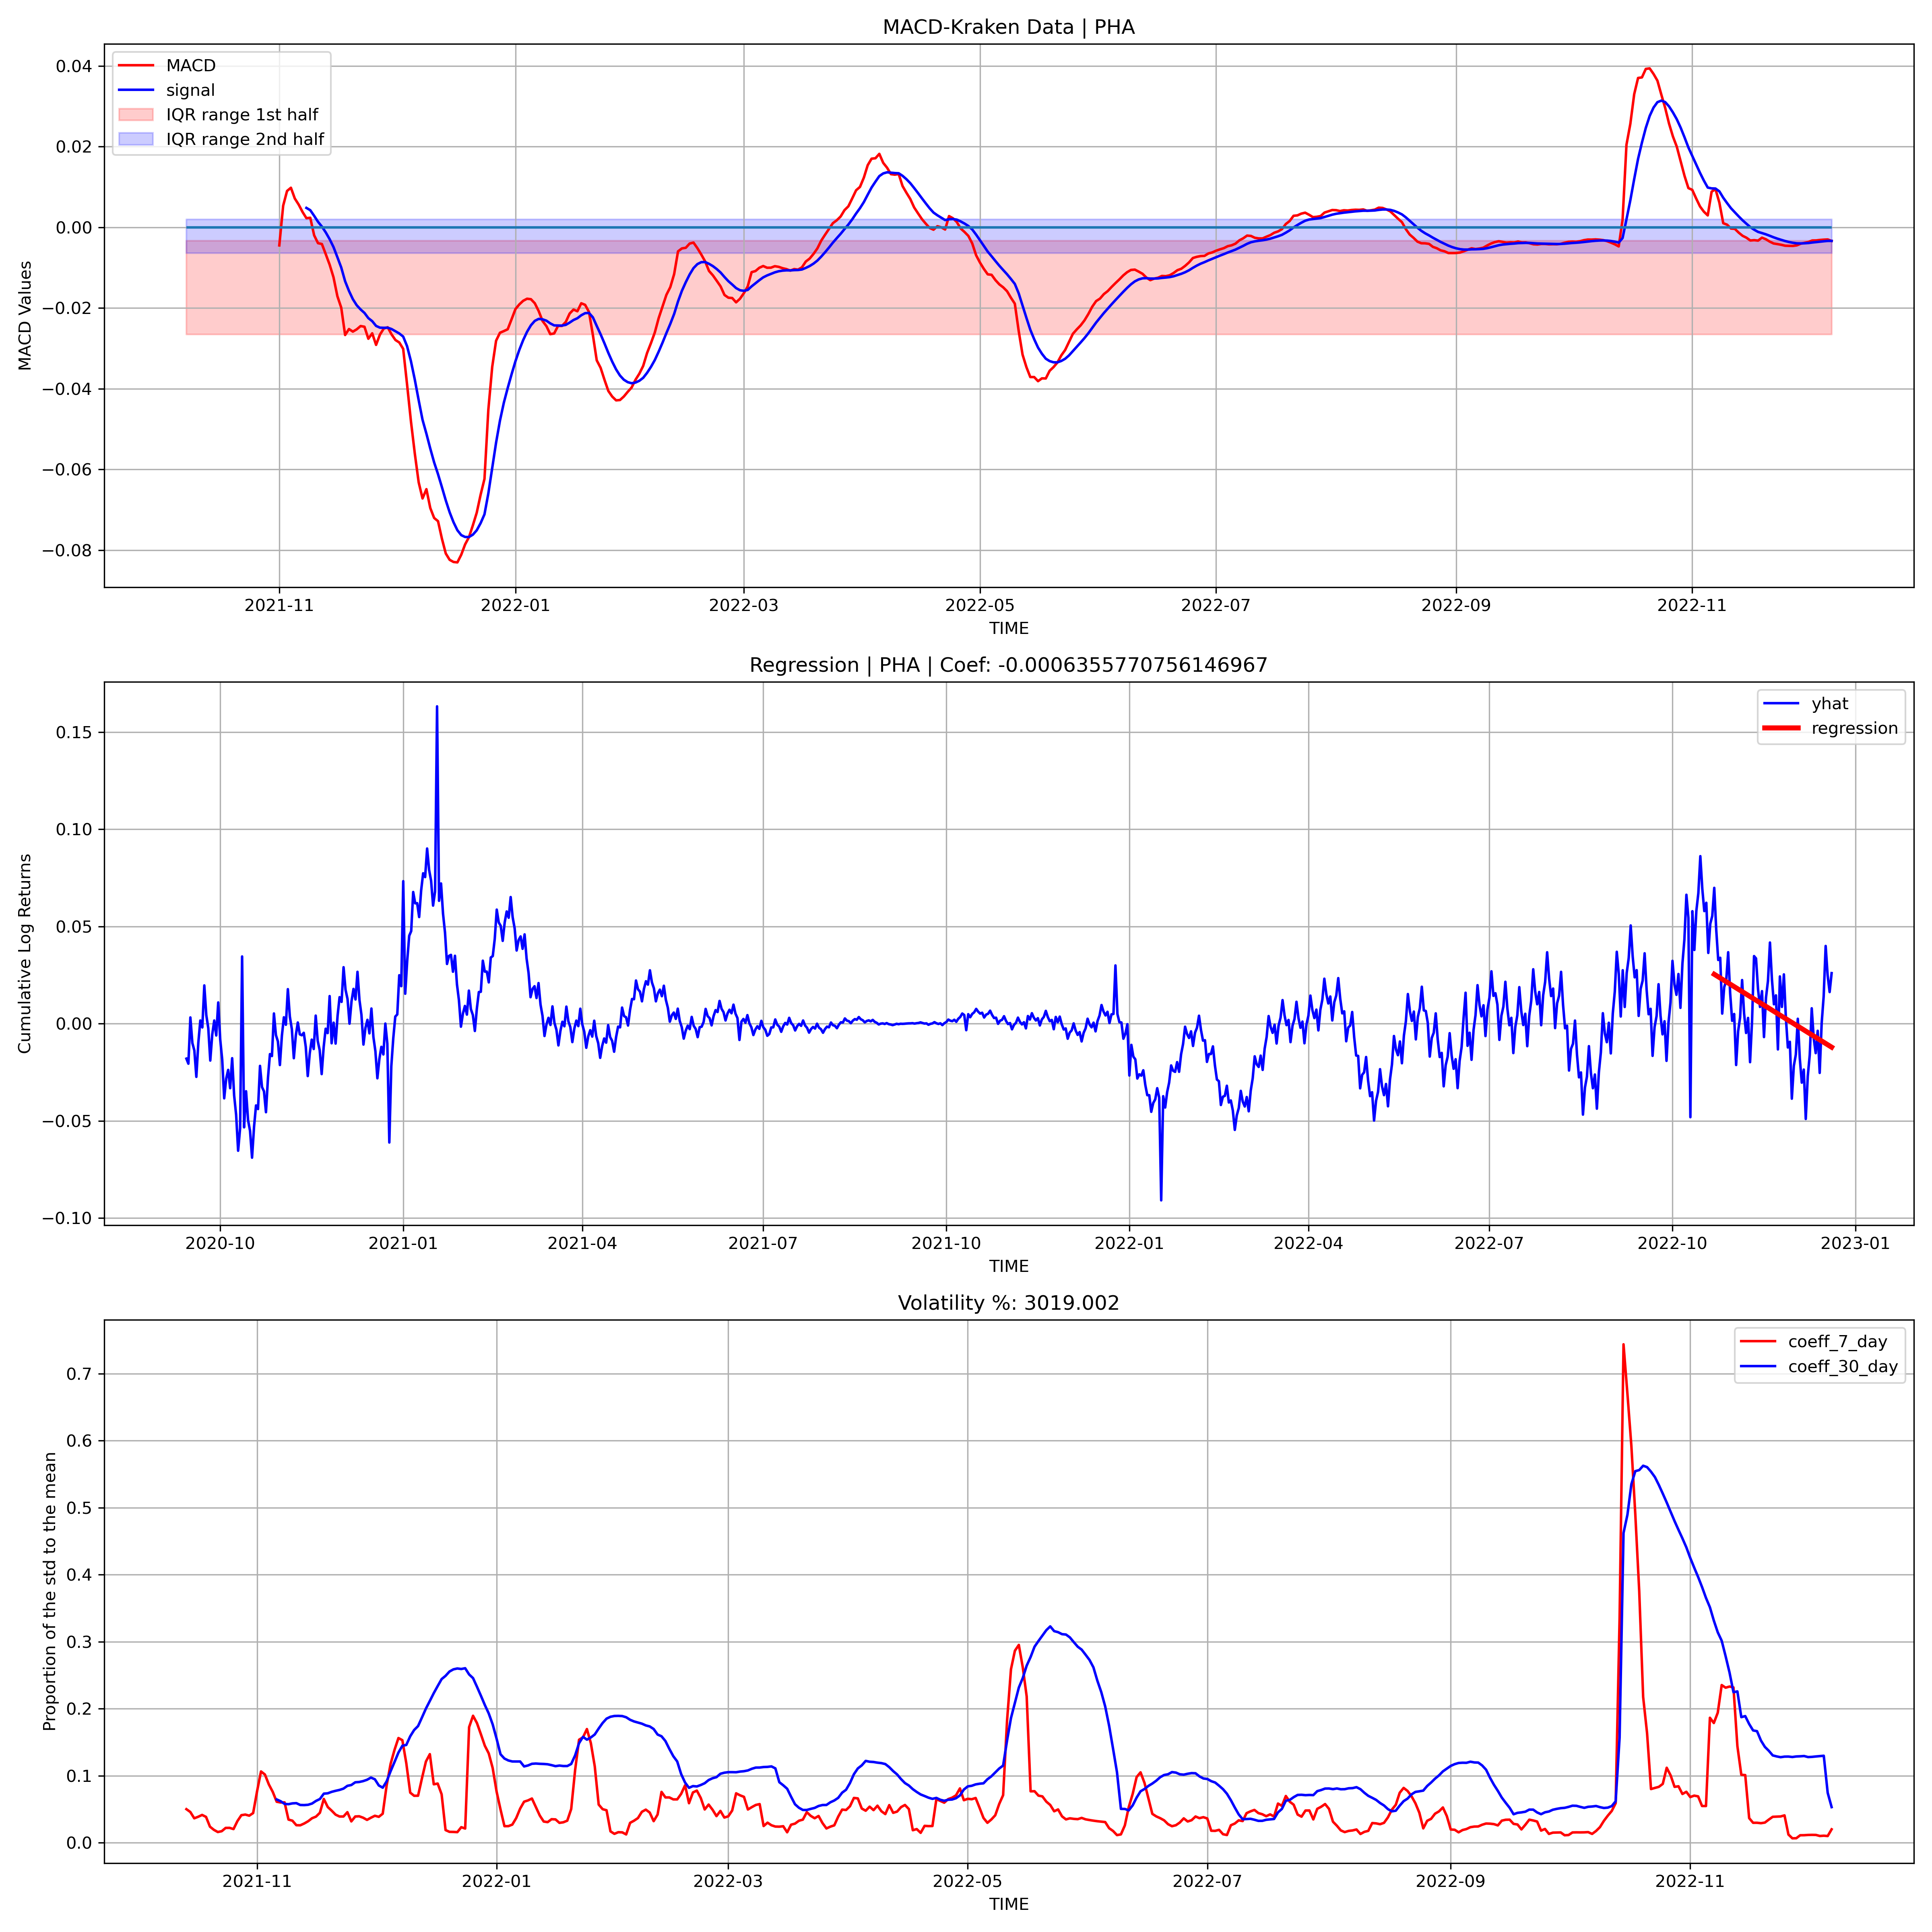 MACD-Kraken Data | PHA
MACD
signal
IQR range 1st half
IQR range 2nd half
MACD Values
0.04
0.02
0.00
−0.02
−0.04
−0.06
−0.08
2021-11
2022-01
2022-03
2022-05
2022-07
2022-09
2022-11
TIME
Regression | PHA | Coef: -0.0006355770756146967
yhat
regression
Cumulative Log Returns
0.15
0.10
0.05
0.00
−0.05
−0.10
2020-10
2021-01
2021-04
2021-07
2021-10
2022-01
2022-04
2022-07
2022-10
2023-01
TIME
Volatility %: 3019.002
coeff_7_day
coeff_30_day
Proportion of the std to the mean
0.7
0.6
0.5
0.4
0.3
0.2
0.1
0.0
2021-11
2022-01
2022-03
2022-05
2022-07
2022-09
2022-11
TIME